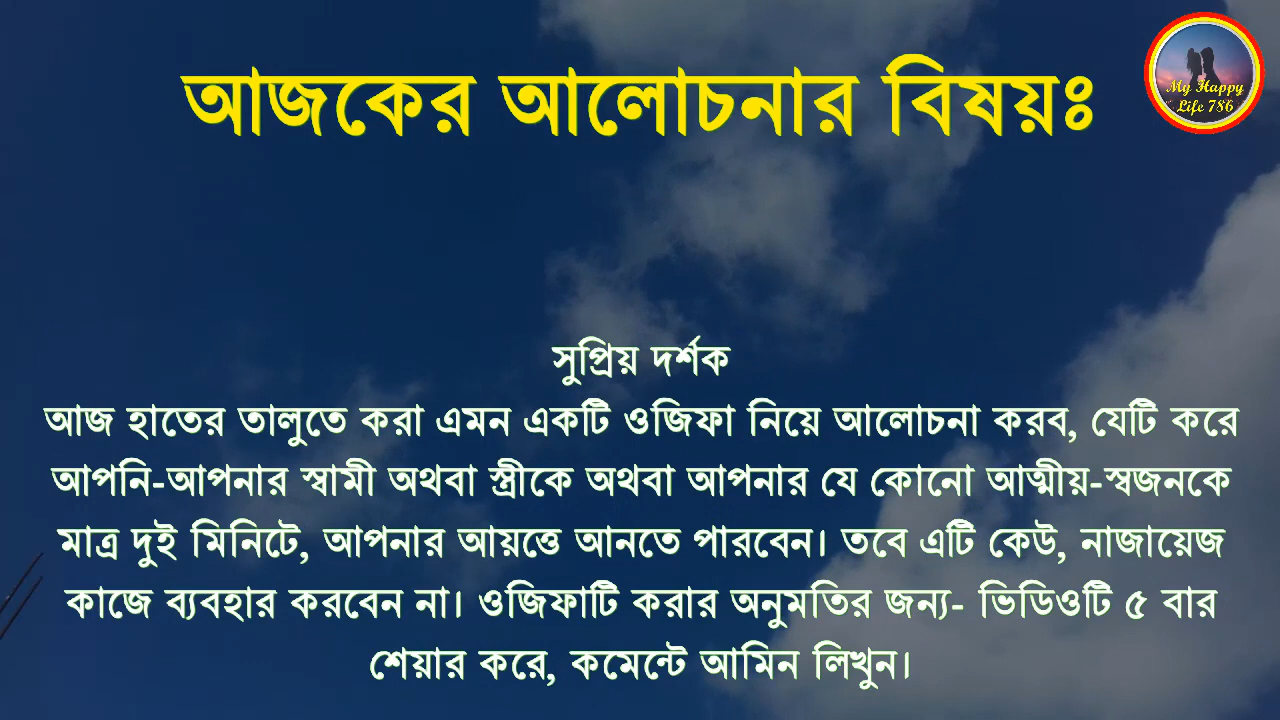 আজকের আলোচনার বিষয়ঃ
My Happy
Life 786
সুপ্রিয় দর্শক
আজ হাতের তালুতে করা এমন একটি ওজিফা নিয়ে আলোচনা করব, যেটি করে
আপনি-আপনার স্বামী অথবা স্ত্রীকে অথবা আপনার যে কোনো আত্মীয়-স্বজনকে
মাত্র দুই মিনিটে, আপনার আয়ত্তে আনতে পারবেন। তবে এটি কেউ, নাজায়েজ
কাজে ব্যবহার করবেন না। ওজিফাটি করার অনুমতির জন্য- ভিডিওটি ৫ বার
শেয়ার করে, কমেন্টে আমিন লিখুন।